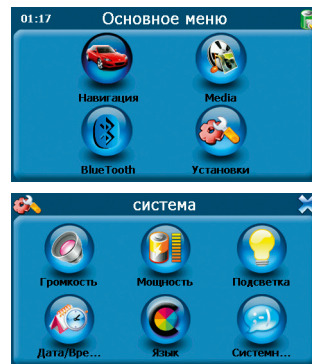 01:17 Основное меню
Навигация Media
BlueTooth Установки
система
Громкость Мощность Подсветка
Дата/Вре... Язык Системн...